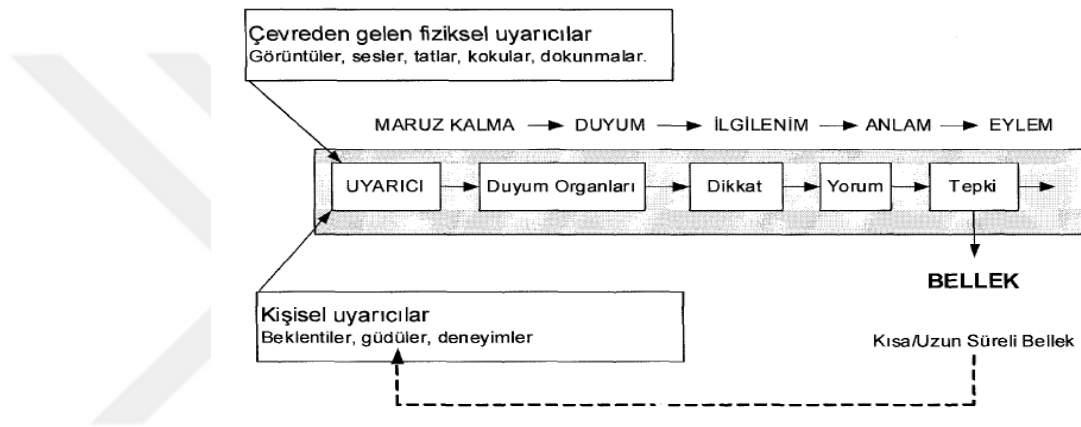 Çevreden gelen fiziksel uyarıcılar
Görüntüler, sesler, tatlar, kokular, dokunmalar.
MARUZ KALMA DUYUM İLGİLENİM ANLAM EYLEM
UYARICI Duyum Organları Dikkat Yorum Tepki
BELLEK
Kişisel uyarıcılar
Beklentiler, güdüler, deneyimler
Kısa/Uzun Süreli Bellek